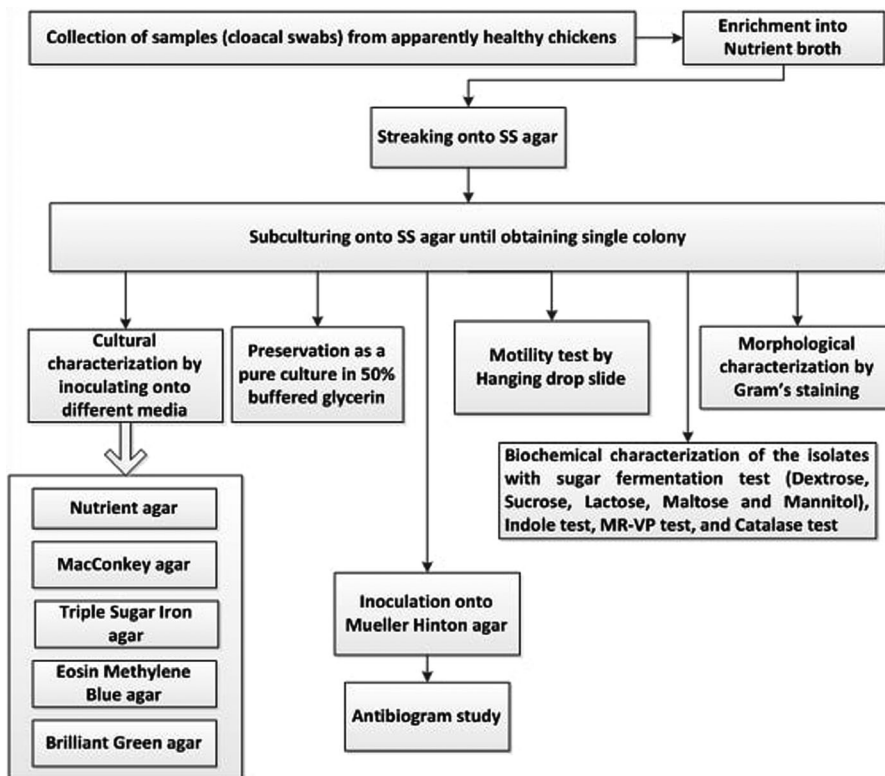 Collection of samples (cloacal swabs) from apparently healthy chickens
Enrichment into
Nutrient broth
Streaking onto SS agar
Subculturing onto SS agar until obtaining single colony
Cultural
characterization by
inoculating onto
different media
Preservation as a
pure culture in 50%
buffered glycerin
Motility test by
Hanging drop slide
Morphological
characterization by
Gram's staining
Biochemical characterization of the isolates
with sugar fermentation test (Dextrose,
Sucrose, Lactose, Maltose and Mannitol),
Indole test, MR-VP test, and Catalase test
Nutrient agar
MacConkey agar
Triple Sugar Iron
agar
Eosin Methylene
Blue agar
Brilliant Green agar
Inoculation onto
Mueller Hinton agar
Antibiogram study